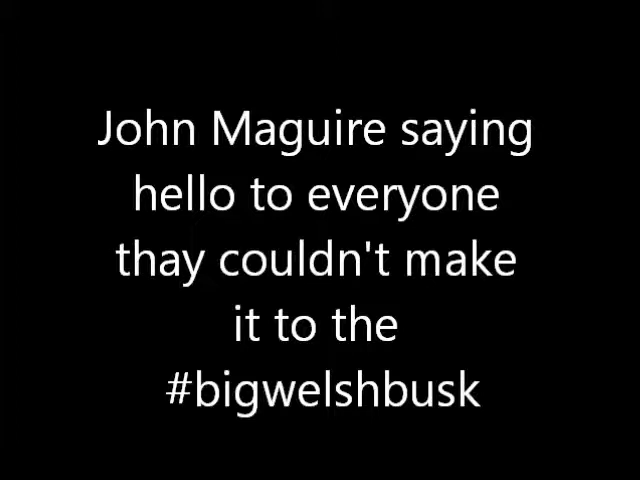 John Maguire saying
hello to everyone
thay couldn't make
it to the
#bigwelshbusk